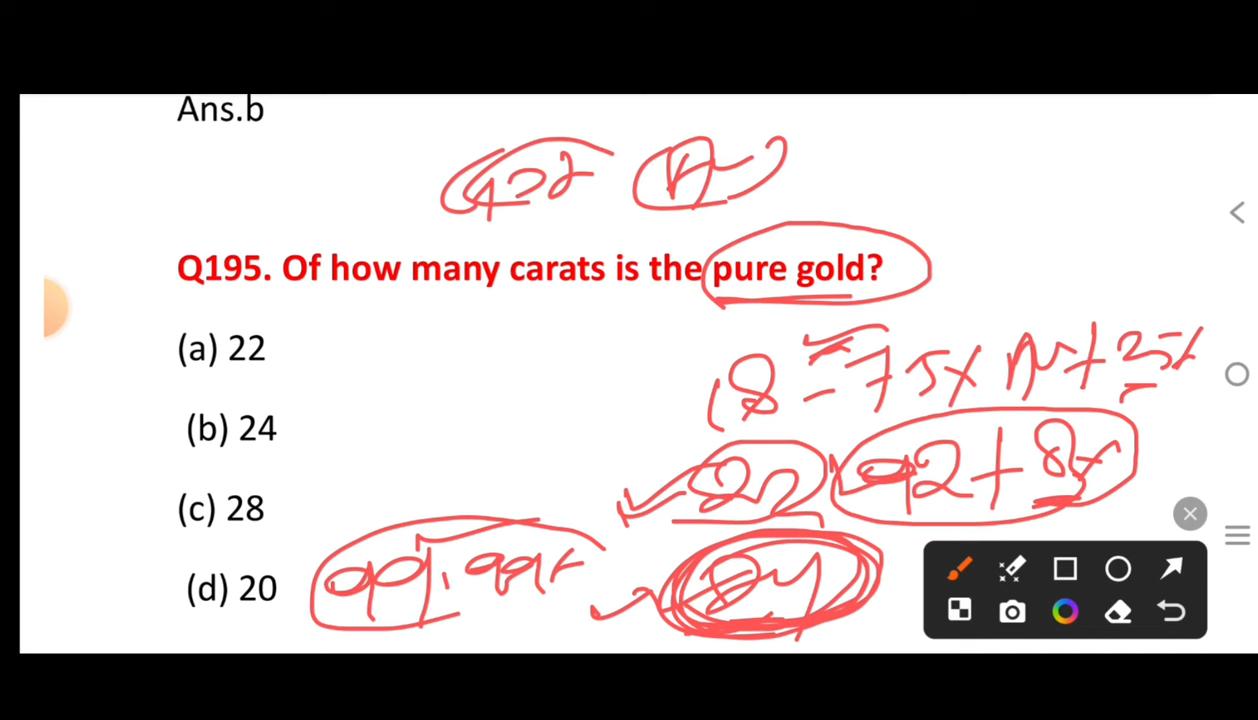 Ans.b
Q195. Of how many carats is the pure gold?
(a) 22
18 = 75% + 25%
(b) 24
22 92 + 8%
(c) 28
(d) 20 99.99% 24